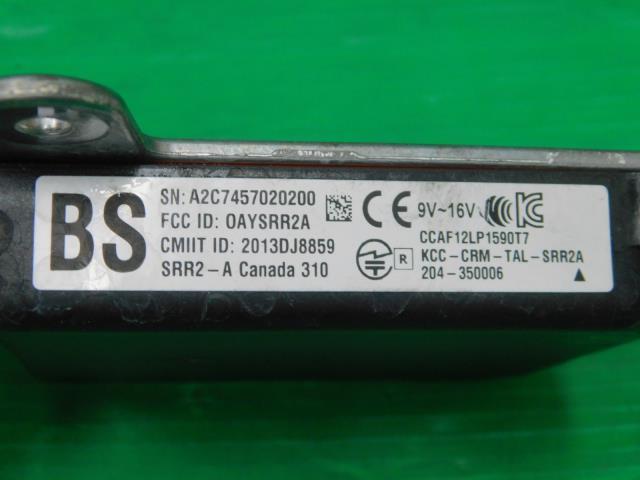 BS
SN: A2C7457020200
FCC ID: OAYSRR2A
CMIIT ID: 2013DJ8859
SRR2-A Canada 310
CE 9V~16V
CCAF12LP1590T7
R KCC-CRM-TAL-SRR2A
204-350006